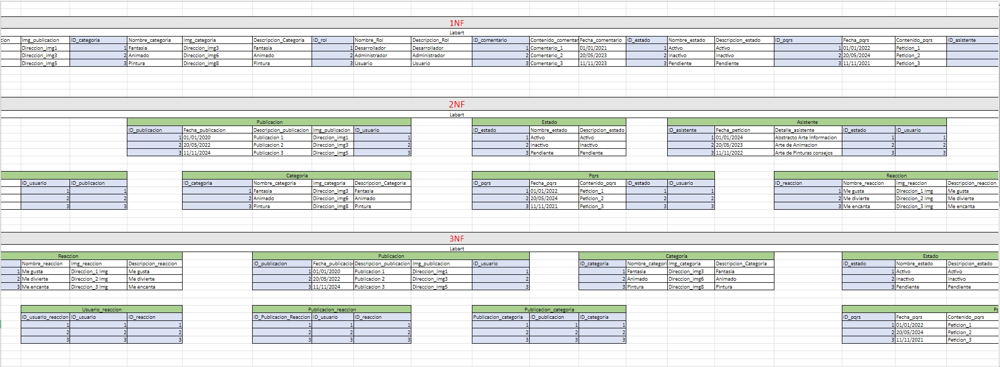 1NF
Labart
cion Img_publicacion ID_categoria Nombre_categoria Img_categoria Descripcion_Categoria ID_rol Nombre_Rol Descripcion_Rol ID_comentario Contenido_comentar Fecha_comentario ID_estado Nombre_estado Descripcion_estado ID_pqrs Fecha_pqrs Contenido_pqrs ID_asistente
Direccion_img1 1 Fantasia Direccion_img3 Fantasia 1 Desarrollador Desarrollador 1 Comentario_1 01/01/2021 1 Activo Activo 1 01/01/2022 Peticion_1
Direccion_img3 2 Animado Direccion_img6 Animado 2 Administrador Administrador 2 Comentario_2 20/05/2023 2 Inactivo Inactivo 2 20/05/2024 Peticion_2
Direccion_img5 3 Pintura Direccion_img8 Pintura 3 Usuario Usuario 3 Comentario_3 11/11/2023 3 Pendiente Pendiente 3 11/11/2021 Peticion_3
2NF
Labart
Publicacion Estado Asistente
ID_publicacion Fecha_publicacion Descripcion_publicacion Img_publicacion ID_usuario ID_estado Nombre_estado Descripcion_estado ID_asistente Fecha_peticion Detalle_asistente ID_estado ID_usuario
1 01/01/2020 Publicacion 1 Direccion_img1 1 1 Activo Activo 1 01/01/2024 Abstracto Arte Informacion 1 1
2 20/05/2022 Publicacion 2 Direccion_img3 2 2 Inactivo Inactivo 2 20/05/2023 Arte de Animacion 2 2
3 11/11/2024 Publicacion 3 Direccion_img5 3 3 Pendiente Pendiente 3 11/11/2022 Arte de Pinturas consejos 3 3
Categoria Pqrs Reaccion
ID_usuario ID_publicacion ID_categoria Nombre_categoria Img_categoria Descripcion_Categoria ID_pqrs Fecha_pqrs Contenido_pqrs ID_estado ID_usuario ID_reaccion Nombre_reaccion Img_reaccion Descripcion_reaccion
1 1 1 Fantasia Direccion_img3 Fantasia 1 01/01/2022 Peticion_1 1 1 1 Me gusta Direccion_1 Img Me gusta
2 2 2 Animado Direccion_img6 Animado 2 20/05/2024 Peticion_2 2 2 2 Me divierte Direccion_2 Img Me divierte
3 3 3 Pintura Direccion_img8 Pintura 3 11/11/2021 Peticion_3 3 3 3 Me encanta Direccion_3 Img Me encanta
3NF
Labart
Reaccion Publicacion Categoria Estado
Nombre_reaccion Img_reaccion Descripcion_reaccion ID_publicacion Fecha_publicacion Descripcion_publicacion Img_publicacion ID_usuario ID_categoria Nombre_categori Img_categoria Descripcion_Categoria ID_estado Nombre_estado Descripcion_estado
1 Me gusta Direccion_1 Img Me gusta 1 01/01/2020 Publicacion 1 Direccion_img1 1 1 Fantasia Direccion_img3 Fantasia 1 Activo Activo
2 Me divierte Direccion_2 Img Me divierte 2 20/05/2022 Publicacion 2 Direccion_img3 2 2 Animado Direccion_img6 Animado 2 Inactivo Inactivo
3 Me encanta Direccion_3 Img Me encanta 3 11/11/2024 Publicacion 3 Direccion_img5 3 3 Pintura Direccion_img8 Pintura 3 Pendiente Pendiente
Usuario_reaccion Publicacion_reaccion Publicacion_categoria
ID_usuario_reaccion ID_usuario ID_reaccion ID_Publicacion_Reaccion ID_usuario ID_reaccion Publicacion_categoria ID_publicacion ID_categoria ID_pqrs Fecha_pqrs Contenido_pqrs
1 1 1 1 1 1 1 1 1 1 01/01/2022 Peticion_1
2 2 2 2 2 2 2 2 2 2 20/05/2024 Peticion_2
3 3 3 3 3 3 3 3 3 3 11/11/2021 Peticion_3